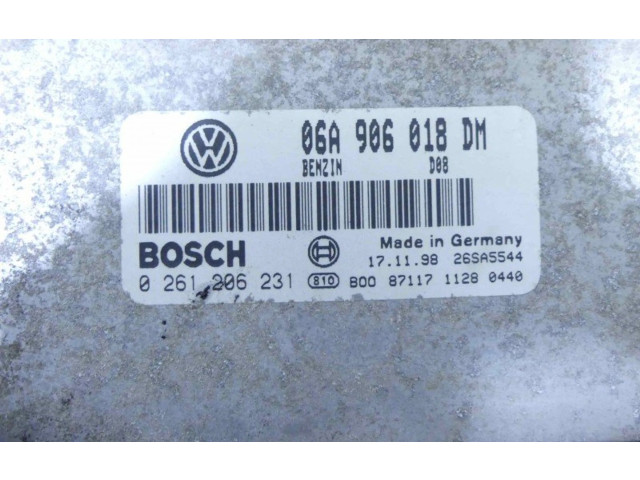 06A 906 018 DM
BENZIN D08
BOSCH
Made in Germany
17.11.98 26SA5544
0 261 206 231 810 B00 87117 1128 0440